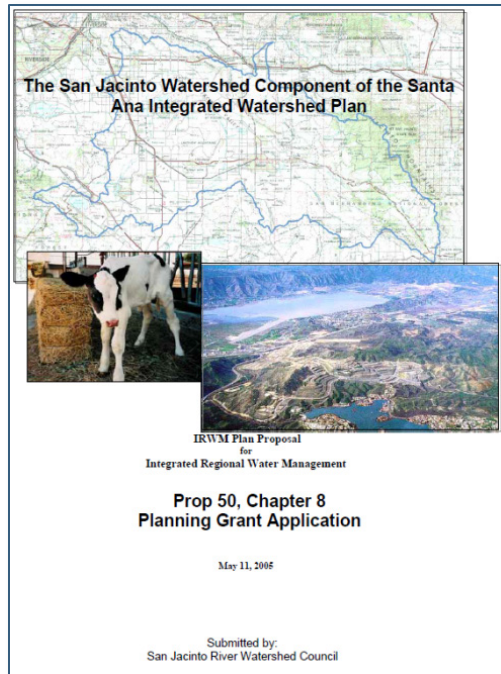 The San Jacinto Watershed Component of the Santa
Ana Integrated Watershed Plan
IRWM Plan Proposal
for
Integrated Regional Water Management
Prop 50, Chapter 8
Planning Grant Application
May 11, 2005
Submitted by:
San Jacinto River Watershed Council